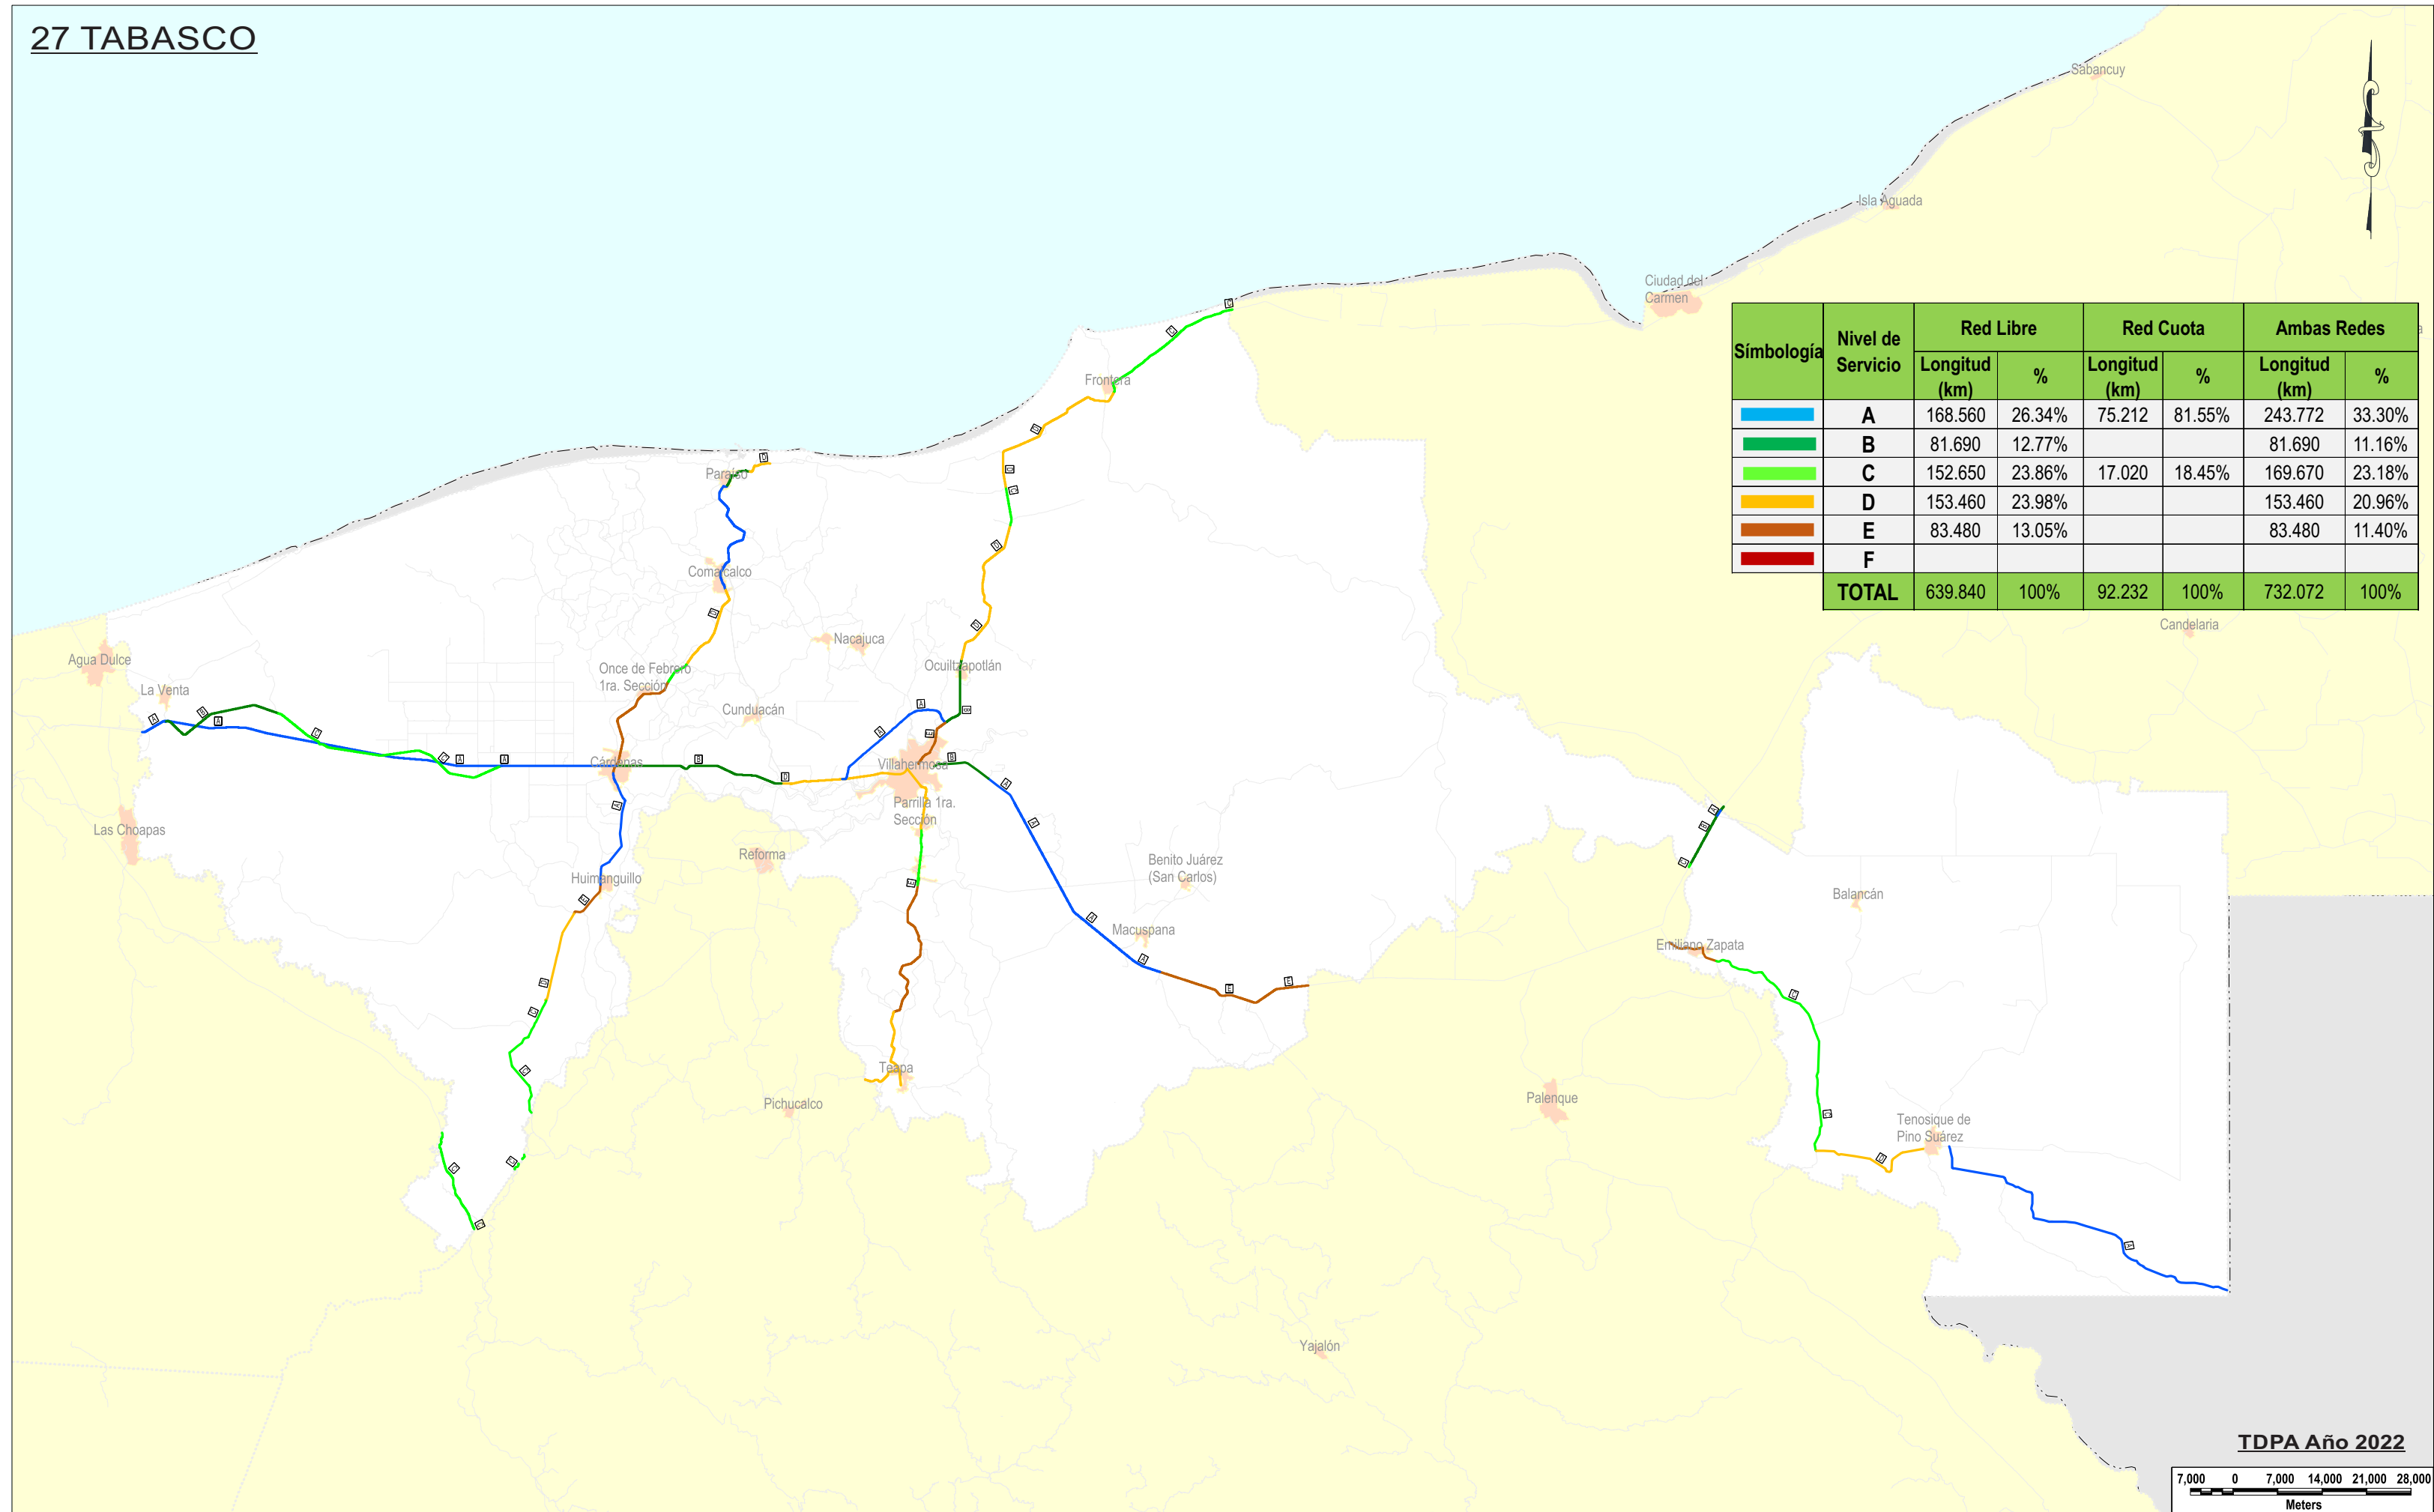 27 TABASCO
Sabancuy
Isla Aguada
Ciudad del
Carmen
Símbología
Nivel de
Servicio
Red Libre
Red Cuota
Ambas Redes
Longitud
(km)
%
Longitud
(km)
%
Longitud
(km)
%
A 168.560 26.34% 75.212 81.55% 243.772 33.30%
B 81.690 12.77% 81.690 11.16%
C 152.650 23.86% 17.020 18.45% 169.670 23.18%
D 153.460 23.98% 153.460 20.96%
E 83.480 13.05% 83.480 11.40%
F
TOTAL 639.840 100% 92.232 100% 732.072 100%
Candelaria
Frontera
Paraíso
Comalcalco
Nacajuca
Ocuiltzapotlán
Once de Febrero
1ra. Sección
Cunduacán
Agua Dulce
La Venta
Cárdenas
Villahermosa
Parrilla 1ra.
Sección
Las Choapas
Reforma
Huimanguillo
Benito Juárez
(San Carlos)
Macuspana
Balancán
Emiliano Zapata
Teapa
Pichucalco
Palenque
Tenosique de
Pino Suárez
Yajalón
TDPA Año 2022
7,000 0 7,000 14,000 21,000 28,000
Meters